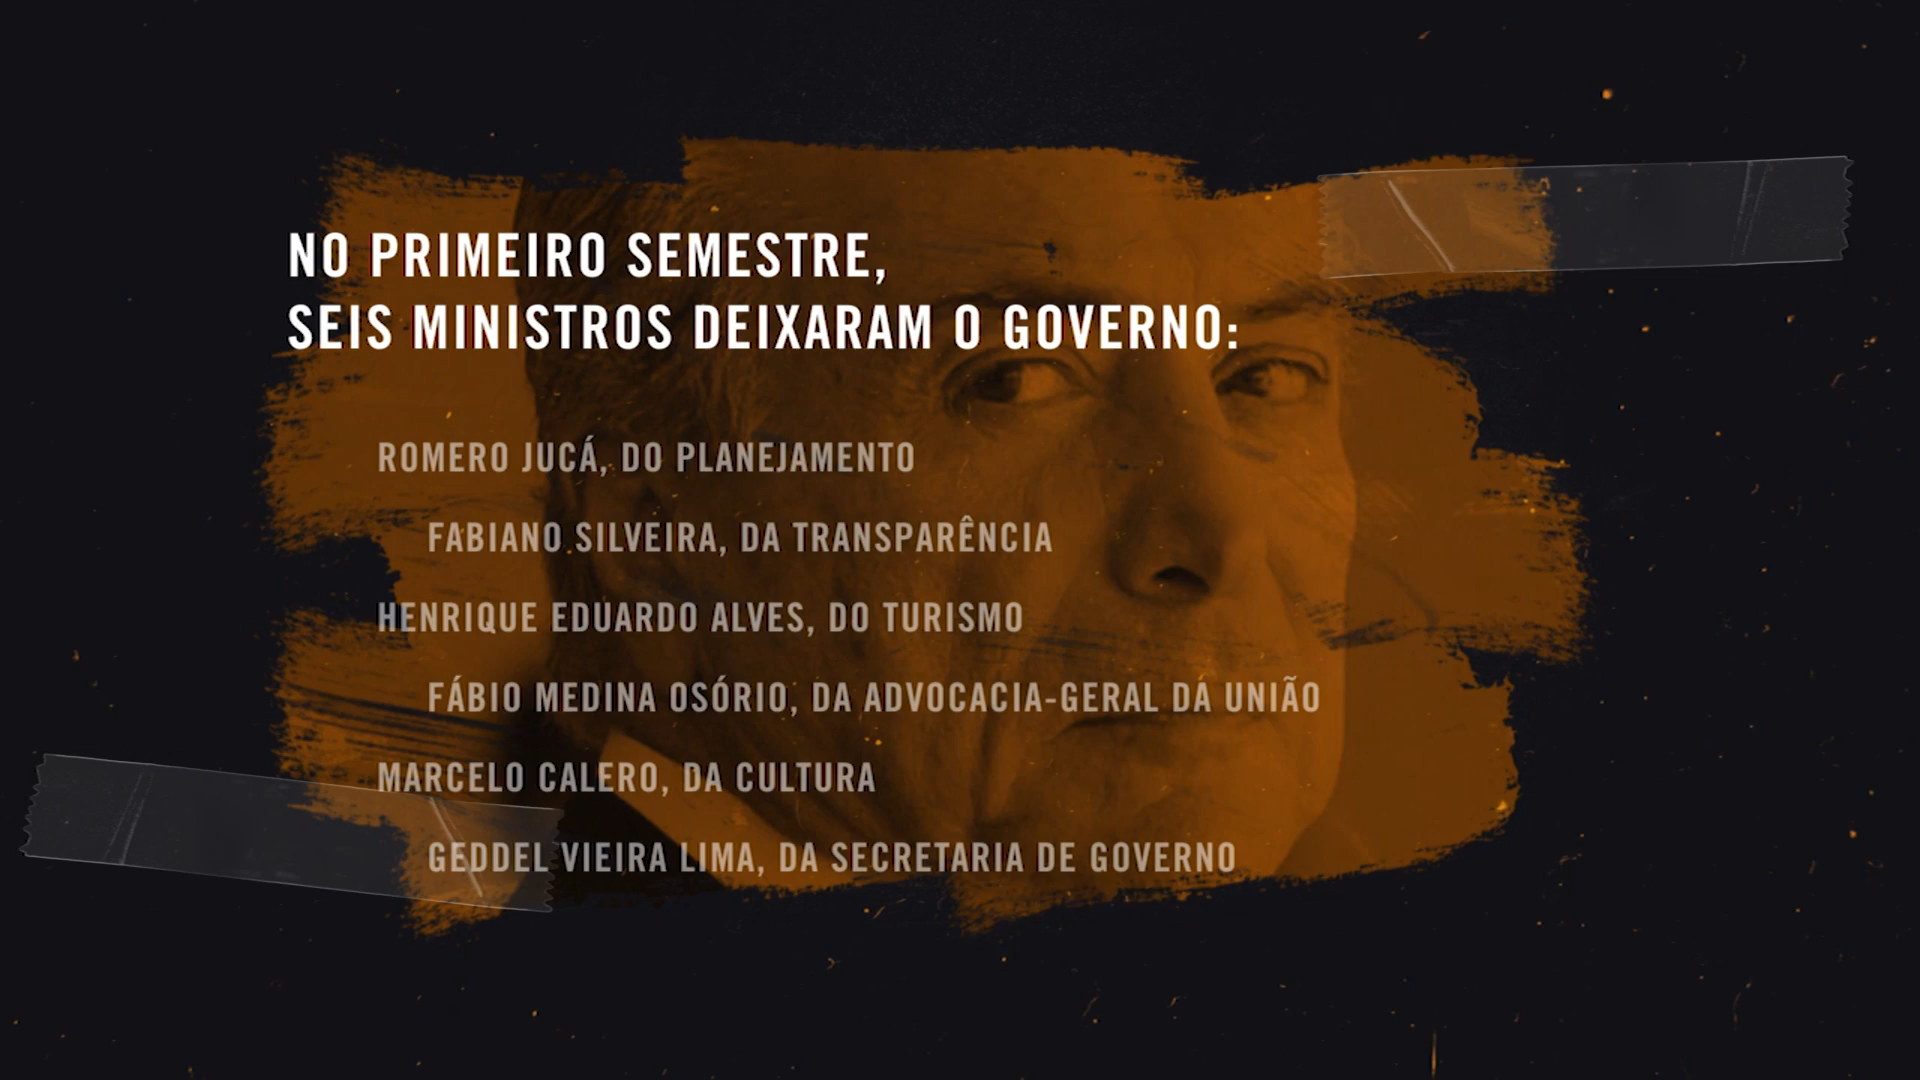 NO PRIMEIRO SEMESTRE,
SEIS MINISTROS DEIXARAM O GOVERNO:
ROMERO JUCÁ, DO PLANEJAMENTO
FABIANO SILVEIRA, DA TRANSPARÊNCIA
HENRIQUE EDUARDO ALVES, DO TURISMO
FÁBIO MEDINA OSÓRIO, DA ADVOCACIA-GERAL DA UNIÃO
MARCELO CALERO, DA CULTURA
GEDDEL VIEIRA LIMA, DA SECRETARIA DE GOVERNO